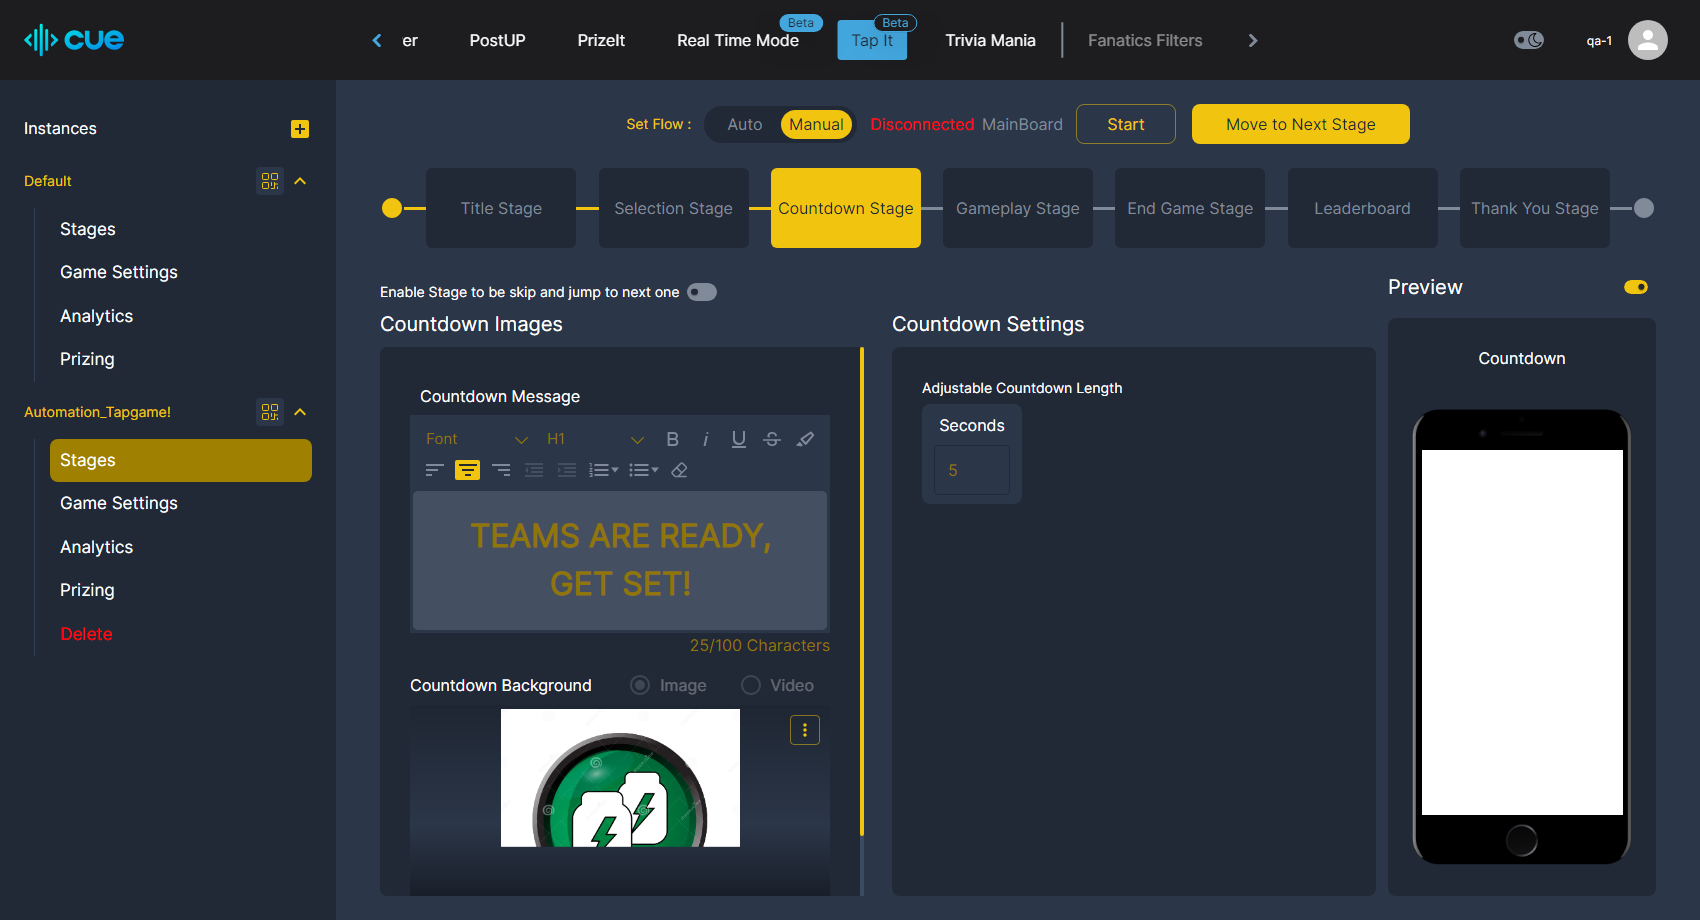 cue
er
PostUP
PrizeIt
Real Time Mode
Beta
Tap It
Beta
Trivia Mania
Fanatics Filters
qa-1
Instances
Default
Stages
Game Settings
Analytics
Prizing
Automation_Tapgame!
Stages
Game Settings
Analytics
Prizing
Delete
Set Flow :
Auto
Manual
Disconnected MainBoard
Start
Move to Next Stage
Title Stage
Selection Stage
Countdown Stage
Gameplay Stage
End Game Stage
Leaderboard
Thank You Stage
Enable Stage to be skip and jump to next one
Countdown Images
Countdown Message
Font
H1
B
i
U
S
TEAMS ARE READY,
GET SET!
25/100 Characters
Countdown Background
Image
Video
Countdown Settings
Adjustable Countdown Length
Seconds
5
Preview
Countdown